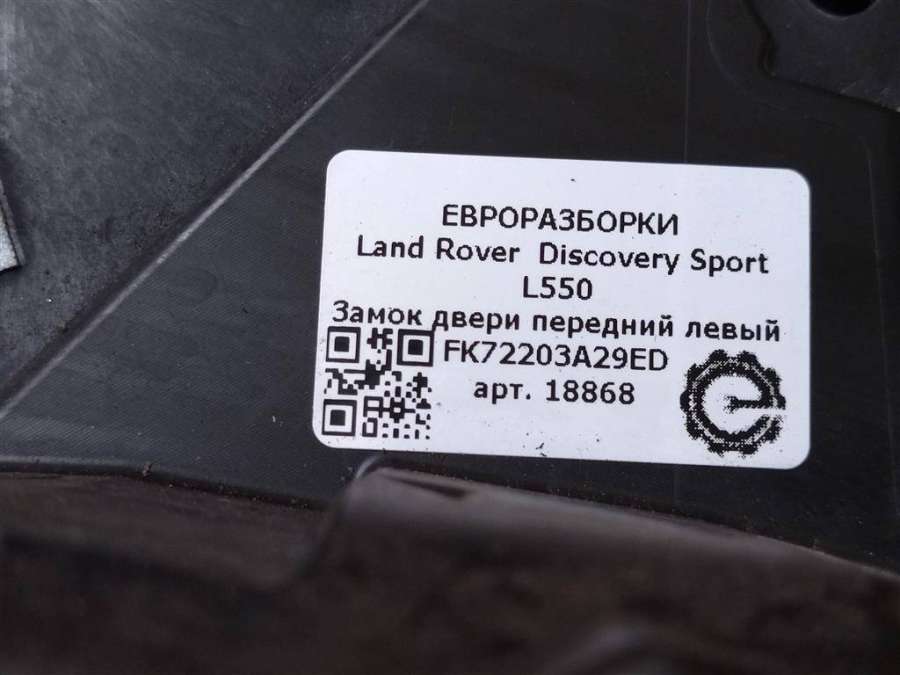 ЕВРОРАЗБОРКИ
Land Rover Discovery Sport
L550
Замок двери передний левый
FK72203A29ED
арт. 18868